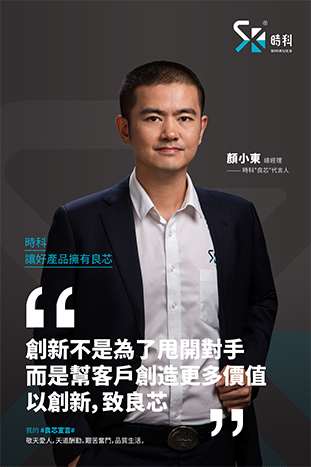 時科
SHIKUES
顏小東 總經理
—— 時科"良芯"代言人
時科
讓好產品擁有良芯
“
創新不是為了甩開對手
而是幫客戶創造更多價值
以創新，致良芯
”
我的 #良芯宣言#
敬天愛人，天道酬勤，艱苦奮鬥，品質生活。